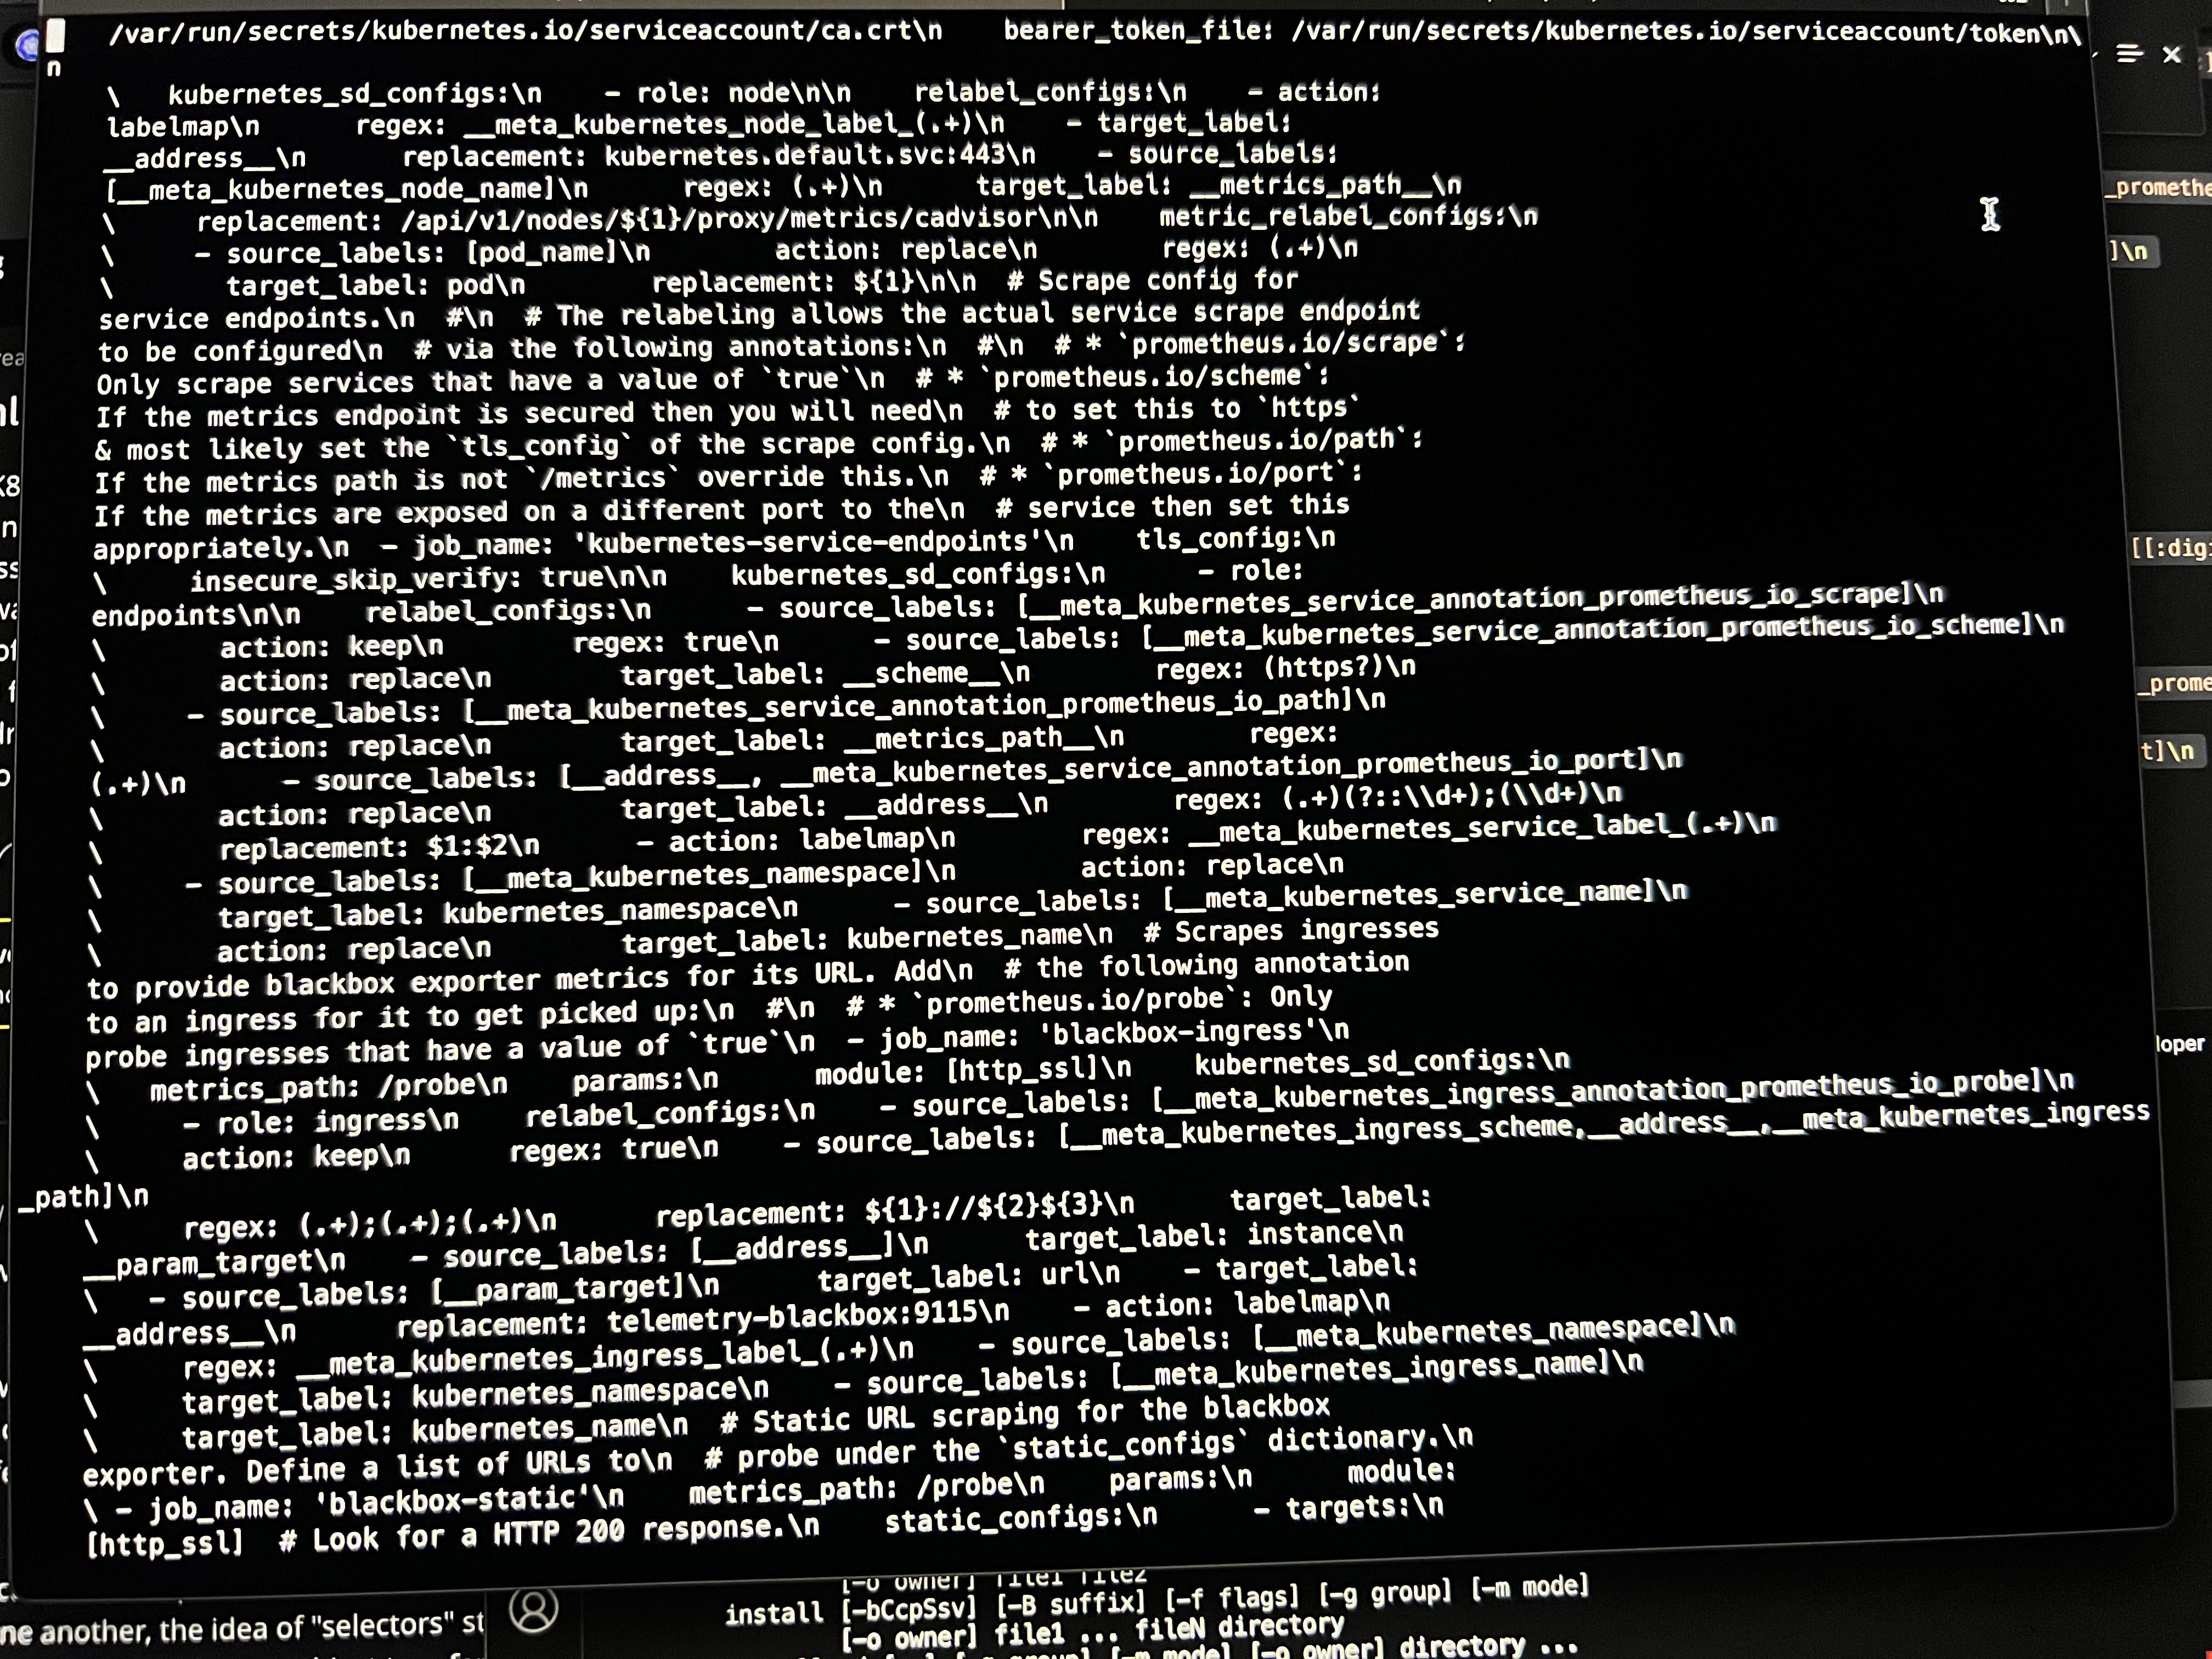 /var/run/secrets/kubernetes.io/serviceaccount/ca.crt\n    bearer_token_file: /var/run/secrets/kubernetes.io/serviceaccount/token\n\
n
\   kubernetes_sd_configs:\n    - role: node\n\n    relabel_configs:\n    - action:
labelmap\n      regex: __meta_kubernetes_node_label_(.+)\n    - target_label:
__address__\n      replacement: kubernetes.default.svc:443\n    - source_labels:
[__meta_kubernetes_node_name]\n      regex: (.+)\n      target_label: __metrics_path__\n
\     replacement: /api/v1/nodes/${1}/proxy/metrics/cadvisor\n\n    metric_relabel_configs:\n
\     - source_labels: [pod_name]\n        action: replace\n        regex: (.+)\n
\       target_label: pod\n        replacement: ${1}\n\n  # Scrape config for
service endpoints.\n  #\n  # The relabeling allows the actual service scrape endpoint
to be configured\n  # via the following annotations:\n  #\n  # * `prometheus.io/scrape`:
Only scrape services that have a value of `true`\n  # * `prometheus.io/scheme`:
If the metrics endpoint is secured then you will need\n  # to set this to `https`
& most likely set the `tls_config` of the scrape config.\n  # * `prometheus.io/path`:
If the metrics path is not `/metrics` override this.\n  # * `prometheus.io/port`:
If the metrics are exposed on a different port to the\n  # service then set this
appropriately.\n  - job_name: 'kubernetes-service-endpoints'\n    tls_config:\n
\     insecure_skip_verify: true\n\n    kubernetes_sd_configs:\n      - role:
endpoints\n\n    relabel_configs:\n      - source_labels: [__meta_kubernetes_service_annotation_prometheus_io_scrape]\n
\       action: keep\n        regex: true\n      - source_labels: [__meta_kubernetes_service_annotation_prometheus_io_scheme]\n
\       action: replace\n        target_label: __scheme__\n        regex: (https?)\n
\     - source_labels: [__meta_kubernetes_service_annotation_prometheus_io_path]\n
\       action: replace\n        target_label: __metrics_path__\n        regex:
(.+)\n      - source_labels: [__address__, __meta_kubernetes_service_annotation_prometheus_io_port]\n
\       action: replace\n        target_label: __address__\n        regex: (.+)(?::\\d+);(\\d+)\n
\       replacement: $1:$2\n      - action: labelmap\n        regex: __meta_kubernetes_service_label_(.+)\n
\     - source_labels: [__meta_kubernetes_namespace]\n        action: replace\n
\       target_label: kubernetes_namespace\n      - source_labels: [__meta_kubernetes_service_name]\n
\       action: replace\n        target_label: kubernetes_name\n  # Scrapes ingresses
to provide blackbox exporter metrics for its URL. Add\n  # the following annotation
to an ingress for it to get picked up:\n  #\n  # * `prometheus.io/probe`: Only
probe ingresses that have a value of `true`\n  - job_name: 'blackbox-ingress'\n
\   metrics_path: /probe\n    params:\n      module: [http_ssl]\n    kubernetes_sd_configs:\n
\     - role: ingress\n    relabel_configs:\n    - source_labels: [__meta_kubernetes_ingress_annotation_prometheus_io_probe]\n
\     action: keep\n      regex: true\n    - source_labels: [__meta_kubernetes_ingress_scheme,__address__,__meta_kubernetes_ingress
_path]\n
\     regex: (.+);(.+);(.+)\n      replacement: ${1}://${2}${3}\n      target_label:
__param_target\n    - source_labels: [__address__]\n      target_label: instance\n
\   - source_labels: [__param_target]\n      target_label: url\n    - target_label:
__address__\n      replacement: telemetry-blackbox:9115\n    - action: labelmap\n
\     regex: __meta_kubernetes_ingress_label_(.+)\n    - source_labels: [__meta_kubernetes_namespace]\n
\     target_label: kubernetes_namespace\n    - source_labels: [__meta_kubernetes_ingress_name]\n
\     target_label: kubernetes_name\n  # Static URL scraping for the blackbox
exporter. Define a list of URLs to\n  # probe under the `static_configs` dictionary.\n
\ - job_name: 'blackbox-static'\n    metrics_path: /probe\n    params:\n      module:
[http_ssl]  # Look for a HTTP 200 response.\n    static_configs:\n      - targets:\n
_promethe
]\n
[[:digi
_prome
t]\n
loper
[-o owner] file1 file2
install [-bCcpSsv] [-B suffix] [-f flags] [-g group] [-m mode]
[-o owner] file1 ... fileN directory
[-o owner] directory ...
ne another, the idea of "selectors" st